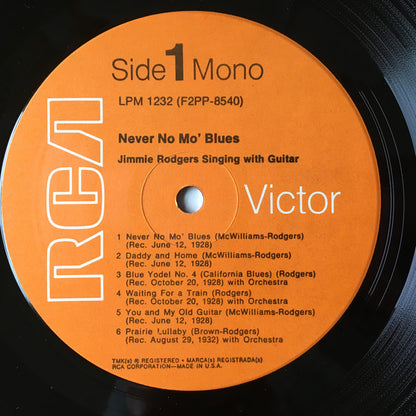 Side 1 Mono
LPM 1232 (F2PP-8540)
Never No Mo' Blues
Jimmie Rodgers Singing with Guitar
RCA
Victor
1 Never No Mo' Blues (McWilliams-Rodgers)
(Rec. June 12, 1928)
2 Daddy and Home (McWilliams-Rodgers)
(Rec. June 12, 1928)
3 Blue Yodel No. 4 (California Blues) (Rodgers)
(Rec. October 20, 1928) with Orchestra
4 Waiting For a Train (Rodgers)
(Rec. October 20, 1928) with Orchestra
5 You and My Old Guitar (McWilliams-Rodgers)
(Rec. June 12, 1928)
6 Prairie Lullaby (Brown-Rodgers)
(Rec. August 29, 1932) with Orchestra
TMK(s) ® REGISTERED • MARCA(s) REGISTRADA(s)
RCA CORPORATION—MADE IN U.S.A.